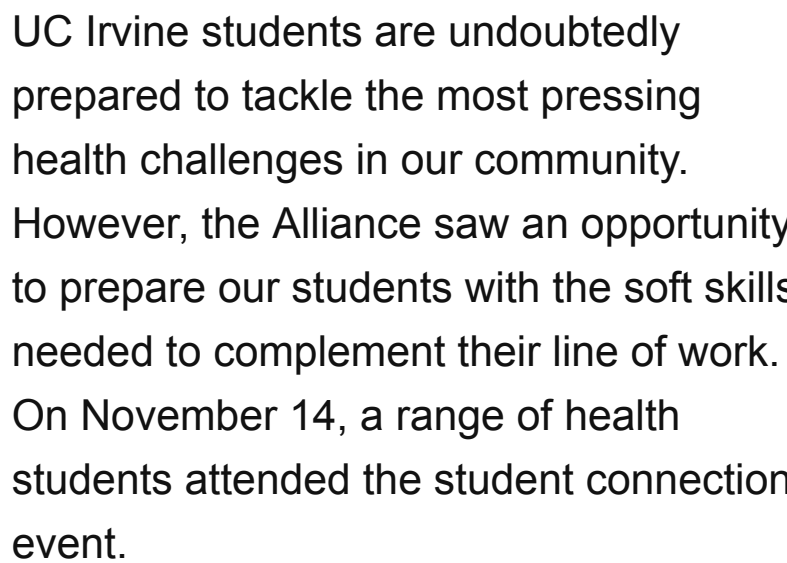 UC Irvine students are undoubtedly
prepared to tackle the most pressing
health challenges in our community.
However, the Alliance saw an opportunity
to prepare our students with the soft skills
needed to complement their line of work.
On November 14, a range of health
students attended the student connection
event.